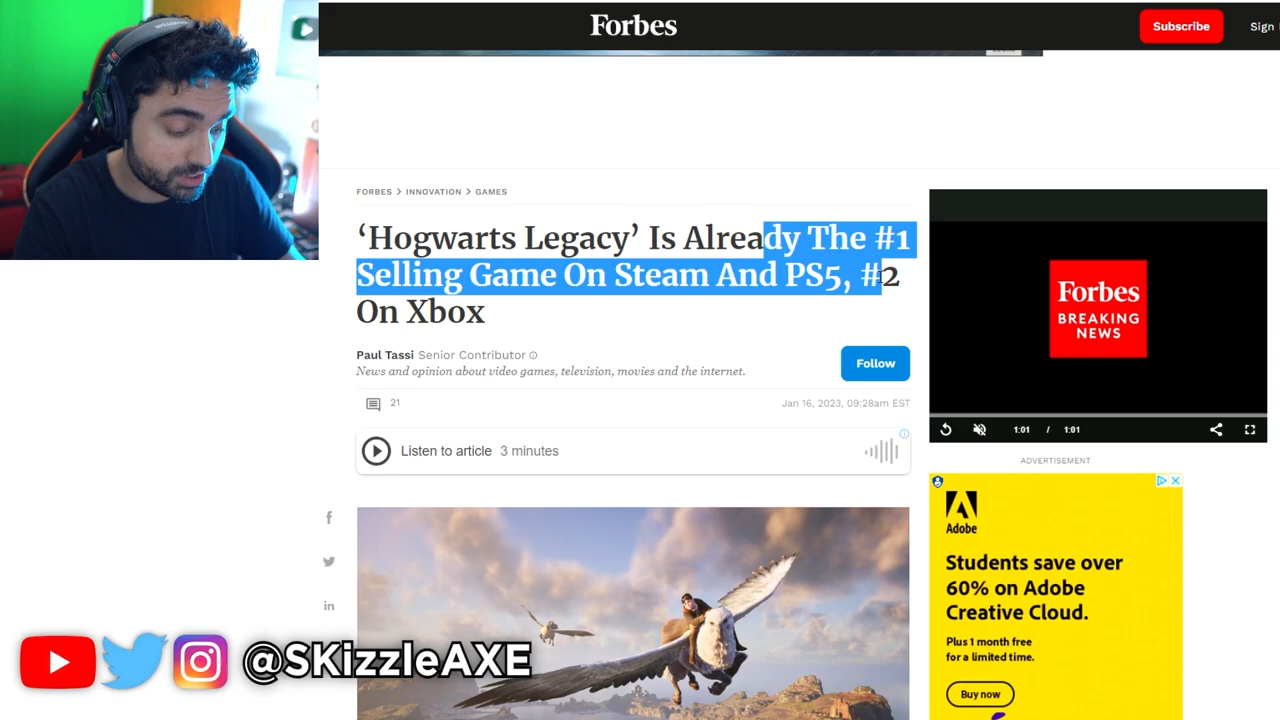 Forbes
Subscribe
Sign
FORBES > INNOVATION > GAMES
‘Hogwarts Legacy’ Is Already The #1
Selling Game On Steam And PS5, #2
On Xbox
Paul Tassi Senior Contributor
News and opinion about video games, television, movies and the internet.
Follow
21
Jan 16, 2023, 09:28am EST
Listen to article 3 minutes
Forbes
BREAKING
NEWS
1:01 / 1:01
ADVERTISEMENT
Adobe
Students save over
60% on Adobe
Creative Cloud.
Plus 1 month free
for a limited time.
Buy now
@SKizzleAXE